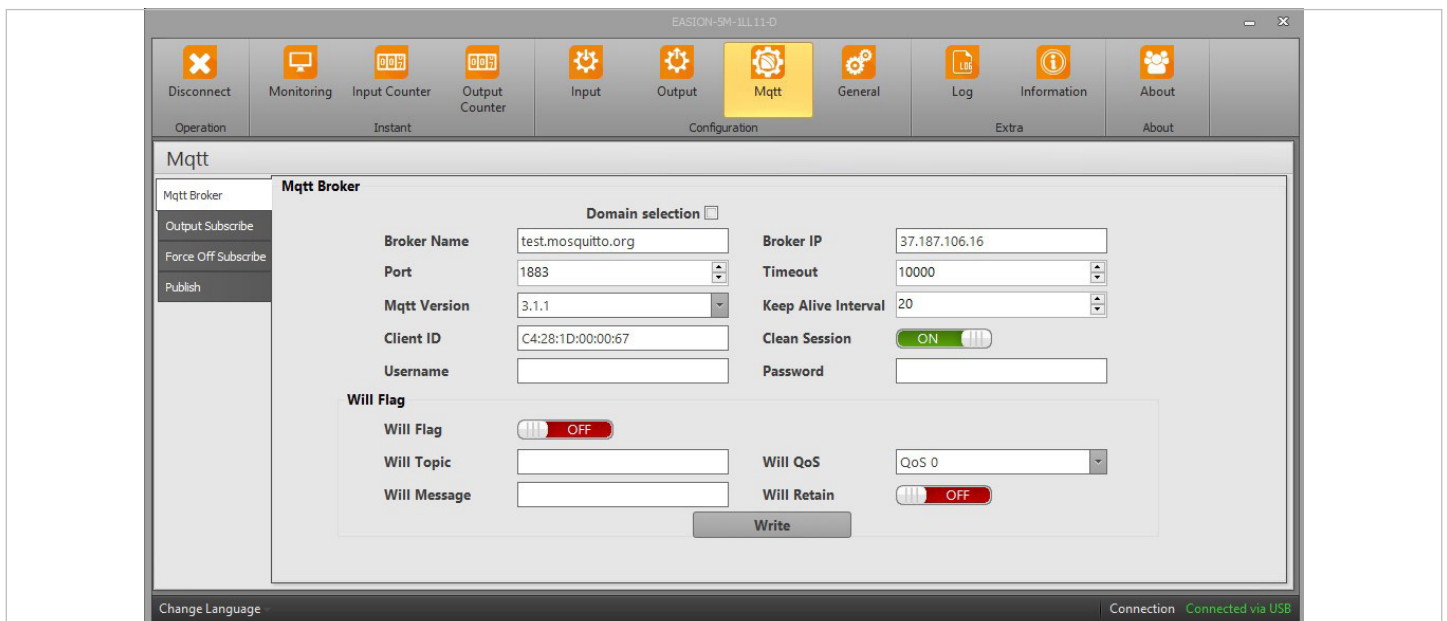 EASION-5M-1LL11-D
Disconnect Monitoring Input Counter Output Counter Input Output Mqtt General Log Information About
Operation Instant Configuration Extra About
Mqtt
Mqtt Broker
Output Subscribe
Force Off Subscribe
Publish
Mqtt Broker
Domain selection
Broker Name test.mosquitto.org Broker IP 37.187.106.16
Port 1883 Timeout 10000
Mqtt Version 3.1.1 Keep Alive Interval 20
Client ID C4:28:1D:00:00:67 Clean Session ON
Username Password
Will Flag
Will Flag OFF
Will Topic Will QoS QoS 0
Will Message Will Retain OFF
Write
Change Language Connection Connected via USB